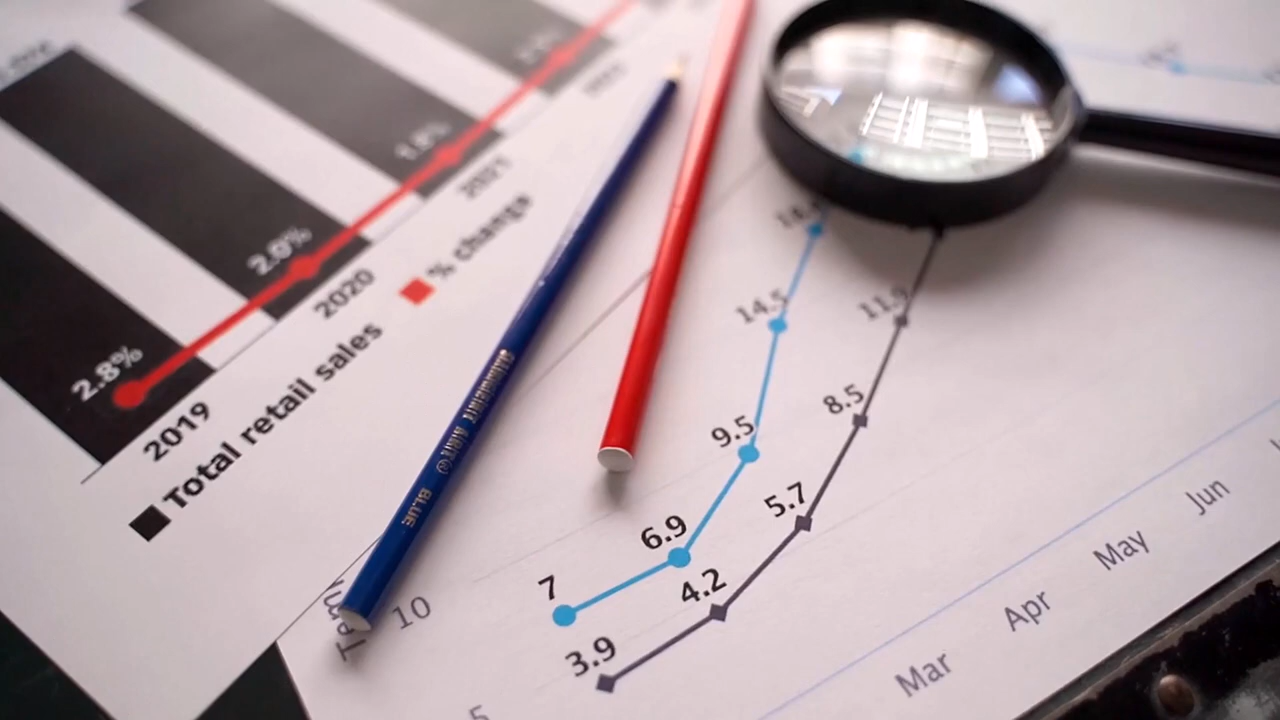 2.8%
2.0%
1.8%
2019
2020
2021
Total retail sales
% change
BLUE
14.5
11.9
9.5
8.5
6.9
5.7
7
4.2
3.9
10
5
Mar
Apr
May
Jun